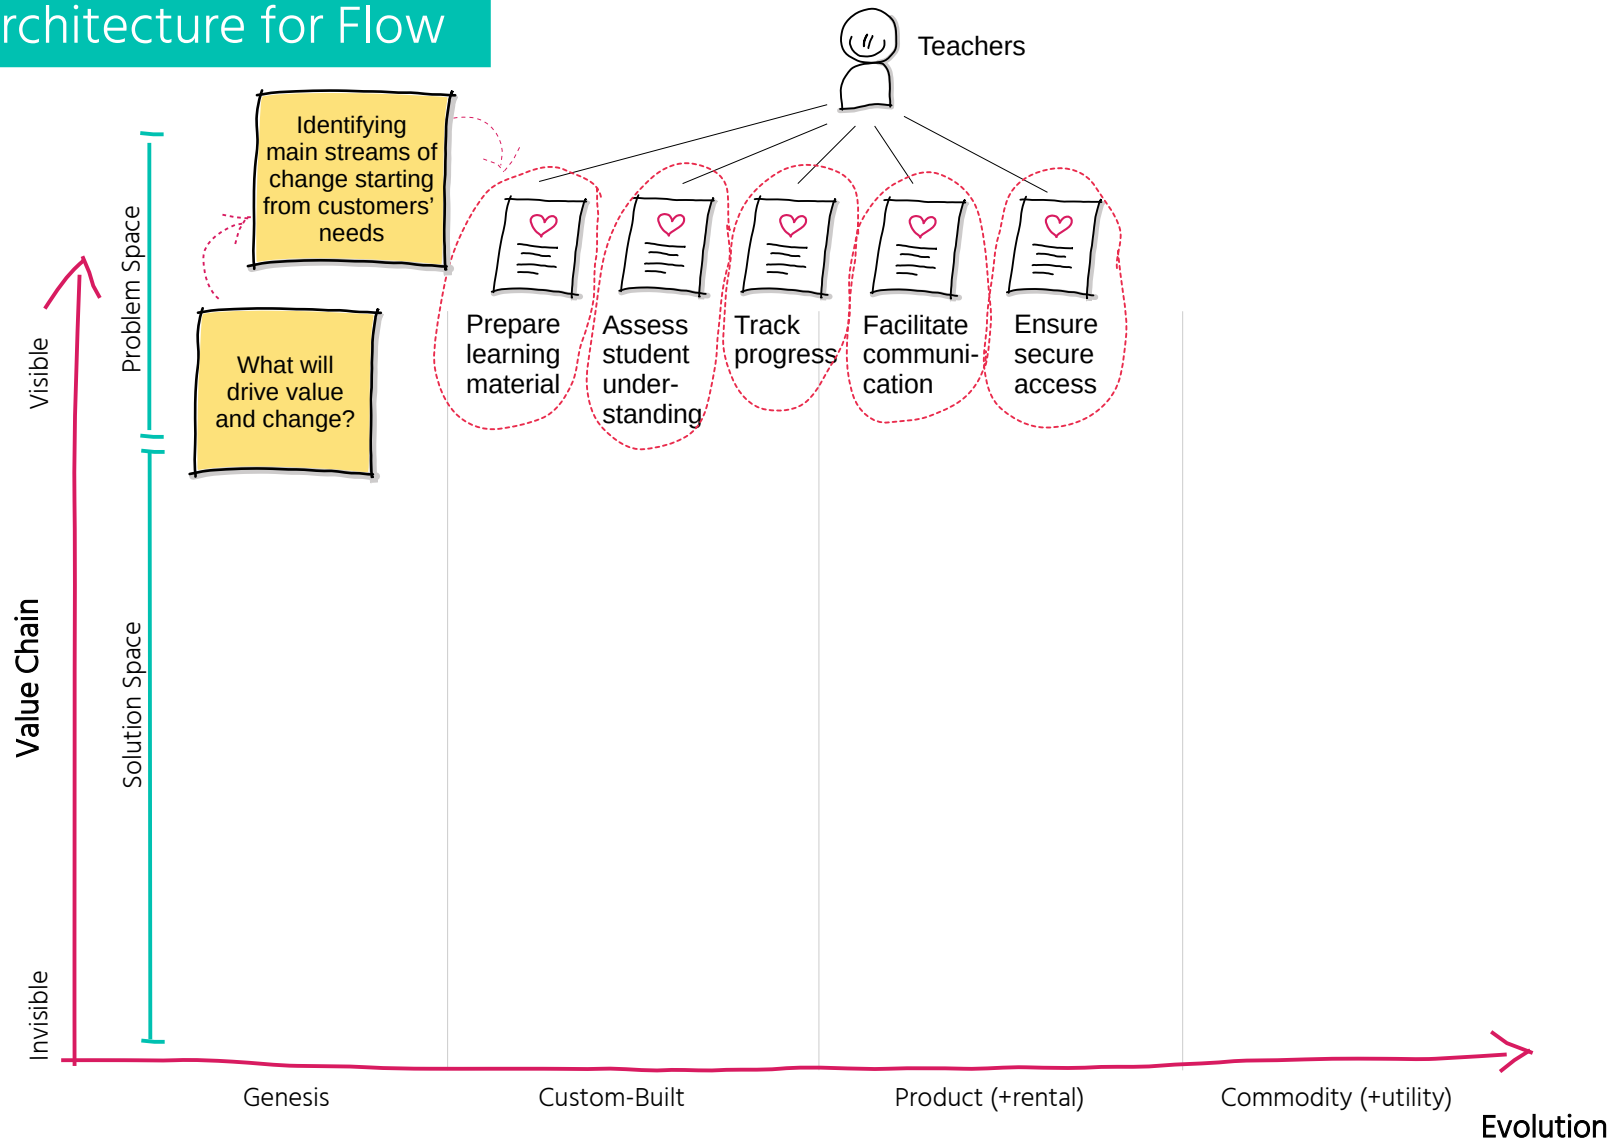 rchitecture for Flow
Teachers
Identifying
main streams of
change starting
from customers’
needs
What will
drive value
and change?
Prepare
learning
material
Assess
student
under-
standing
Track
progress
Facilitate
communi-
cation
Ensure
secure
access
Visible
Problem Space
Value Chain
Solution Space
Invisible
Genesis
Custom-Built
Product (+rental)
Commodity (+utility)
Evolution